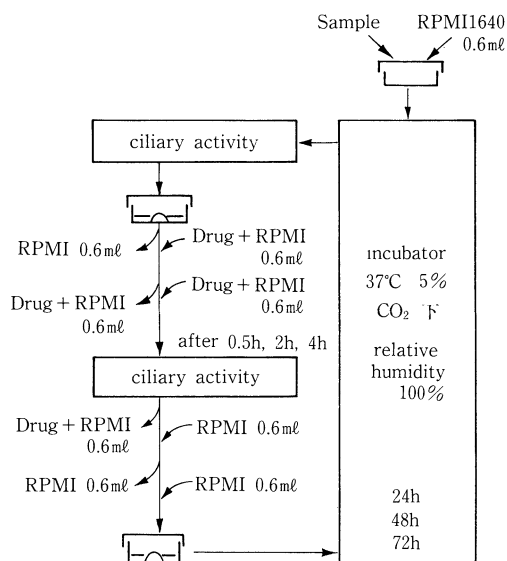 Sample RPMI1640
0.6mℓ
ciliary activity
RPMI 0.6mℓ
Drug+RPMI
0.6mℓ
Drug+RPMI
0.6mℓ
Drug+RPMI
0.6mℓ
after 0.5h, 2h, 4h
ciliary activity
Drug+RPMI
0.6mℓ
RPMI 0.6mℓ
RPMI 0.6mℓ
RPMI 0.6mℓ
incubator
37℃ 5%
CO₂ 下
relative
humidity
100%
24h
48h
72h